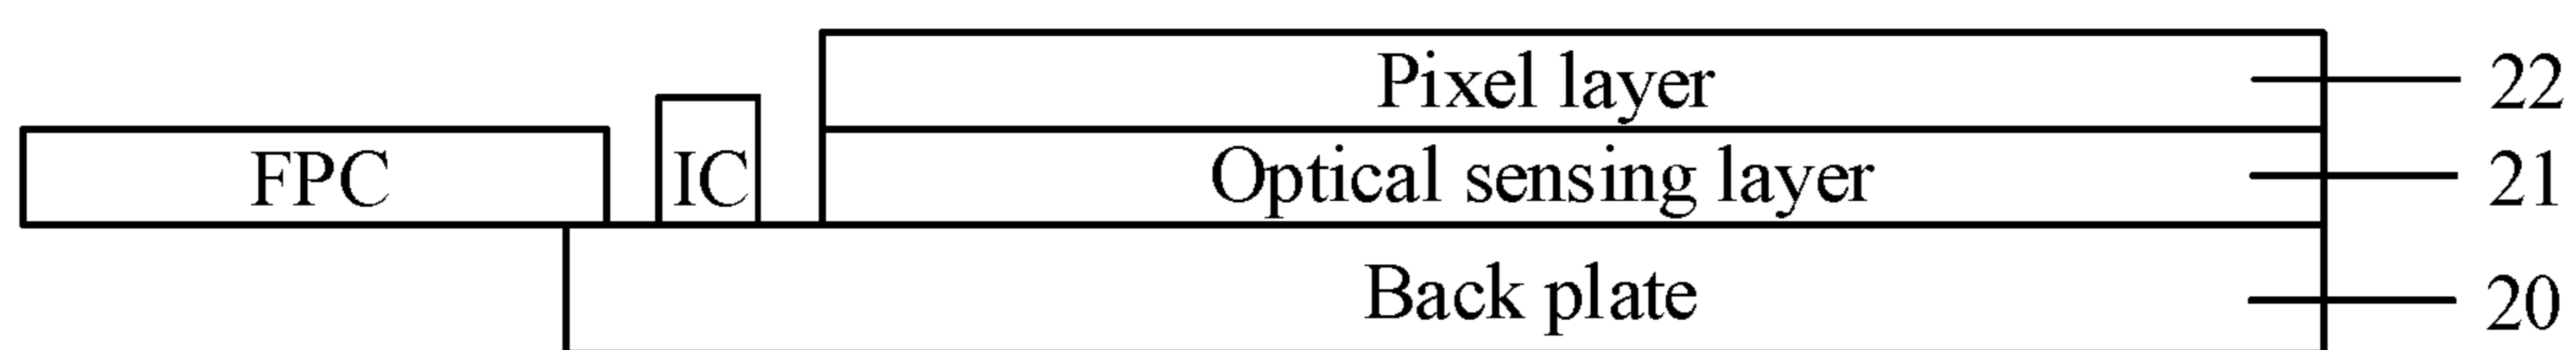 Pixel layer 22
FPC IC Optical sensing layer 21
Back plate 20